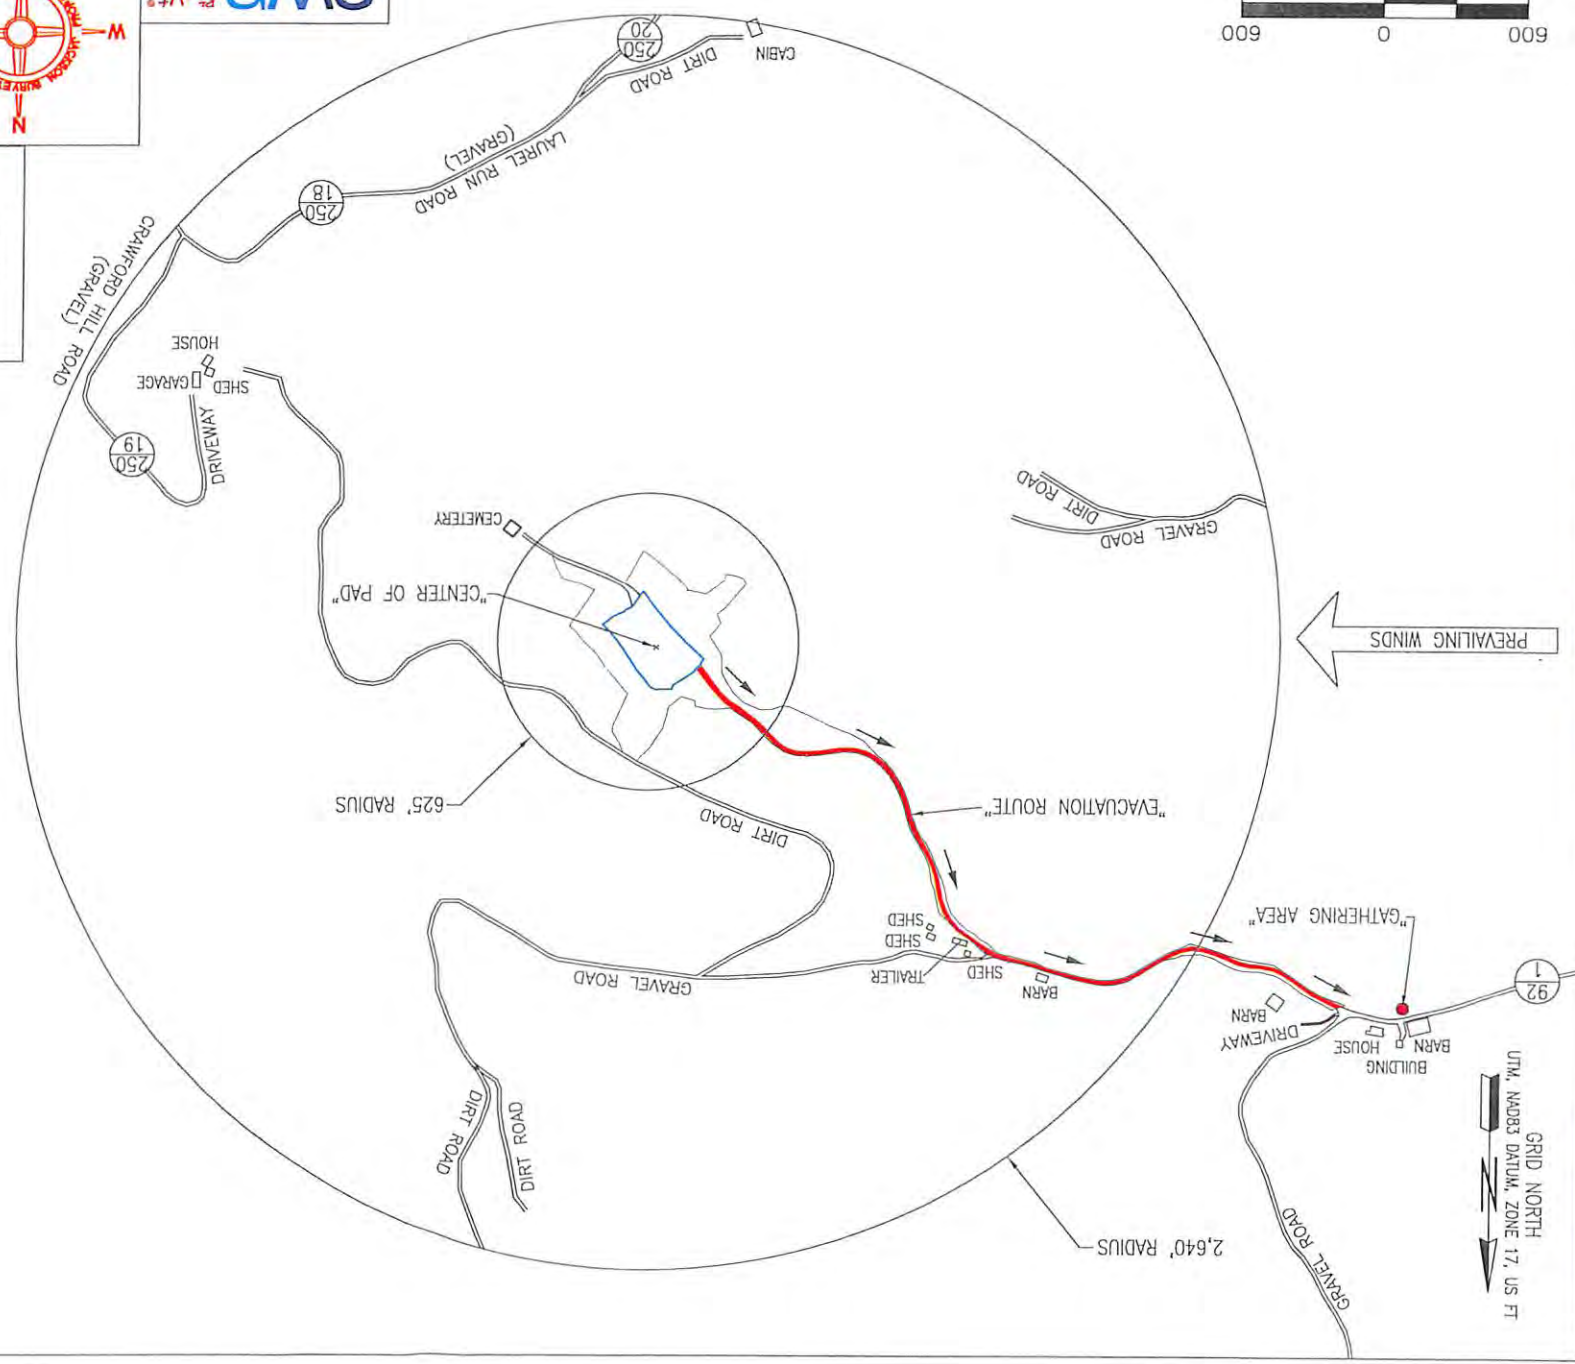 GRID NORTH
UTM, NAD83 DATUM, ZONE 17, US FT
GRAVEL ROAD
2,640' RADIUS
DIRT ROAD
DIRT ROAD
BUILDING
BARN
HOUSE
DRIVEWAY
BARN
92
1
"GATHERING AREA"
BARN
SHED
TRAILER
SHED
SHED
GRAVEL ROAD
"EVACUATION ROUTE"
DIRT ROAD
625' RADIUS
PREVAILING WINDS
"CENTER OF PAD"
CEMETERY
GRAVEL ROAD
DIRT ROAD
DRIVEWAY
250
19
SHED
GARAGE
HOUSE
CRAWFORD HILL ROAD
(GRAVEL)
250
18
LAUREL RUN ROAD
(GRAVEL)
DIRT ROAD
250
20
CABIN
600
0
600
N
W